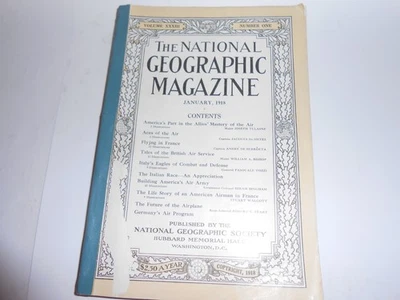 VOLUME XXXIII NUMBER ONE
THE NATIONAL
GEOGRAPHIC
MAGAZINE
JANUARY, 1918
CONTENTS
America's Part in the Allies' Mastery of the Air
Aces of the Air
Flying in France
Tales of the British Air Service
Italy's Eagles of Combat and Defense
The Italian Race—An Appreciation
Building America's Air Army
The Life Story of an American Airman in France
The Future of the Airplane
Germany's Air Program
PUBLISHED BY THE
NATIONAL GEOGRAPHIC SOCIETY
HUBBARD MEMORIAL HALL
WASHINGTON, D.C.
$2.50 A YEAR COPYRIGHT, 1918